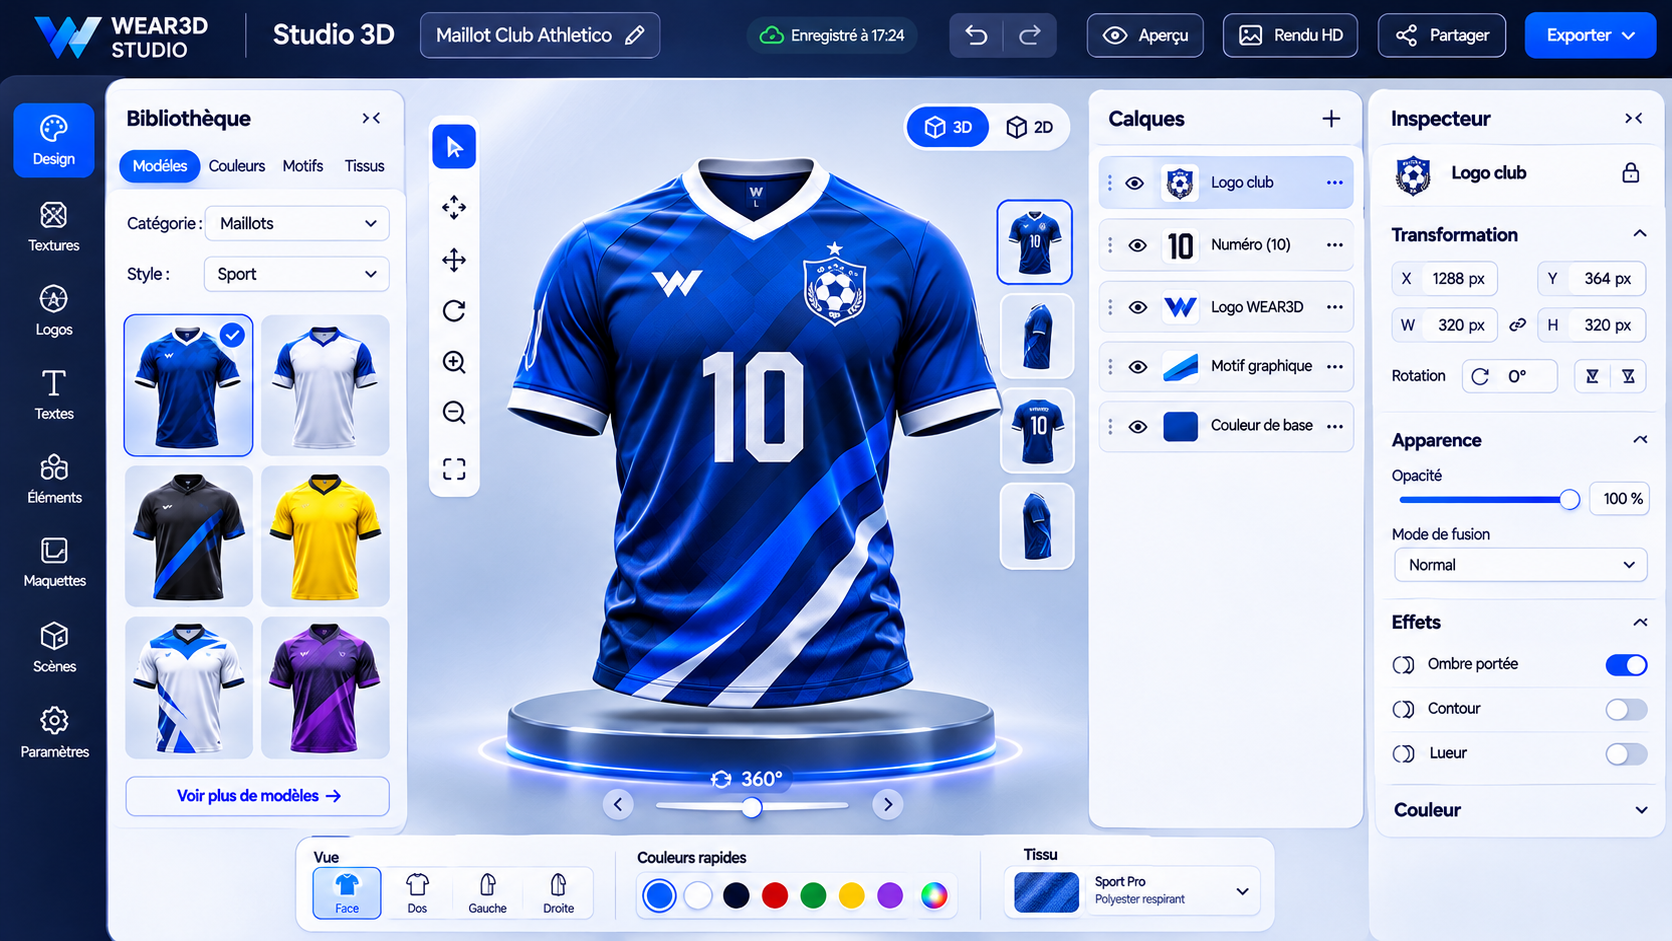 WEAR3D
STUDIO
Studio 3D
Maillot Club Athletico
Enregistré à 17:24
Aperçu
Rendu HD
Partager
Exporter
Design
Textures
Logos
Textes
Éléments
Maquettes
Scènes
Paramètres
Bibliothèque
Modéles
Couleurs
Motifs
Tissus
Catégorie :
Maillots
Style :
Sport
Voir plus de modèles →
3D
2D
W
L
10
10
10
360°
Calques
Logo club
10
Numéro (10)
Logo WEAR3D
Motif graphique
Couleur de base
Inspecteur
Logo club
Transformation
X 1288 px
Y 364 px
W 320 px
H 320 px
Rotation
0°
Apparence
Opacité
100 %
Mode de fusion
Normal
Effets
Ombre portée
Contour
Lueur
Couleur
Vue
Face
Dos
Gauche
Droite
Couleurs rapides
Tissu
Sport Pro
Polyester respirant